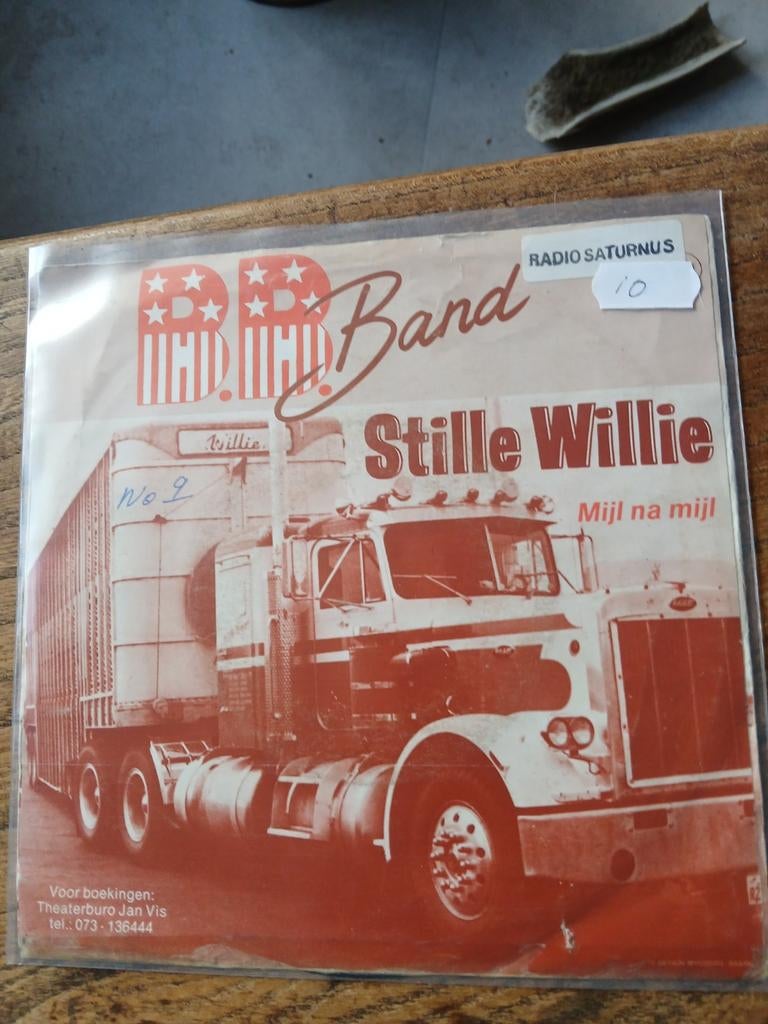 RADIO SATURNUS
10
B.B. Band
Stille Willie
Willie
No 9
Mijl na mijl
Voor boekingen:
Theaterburo Jan Vis
tel.: 073 - 136444